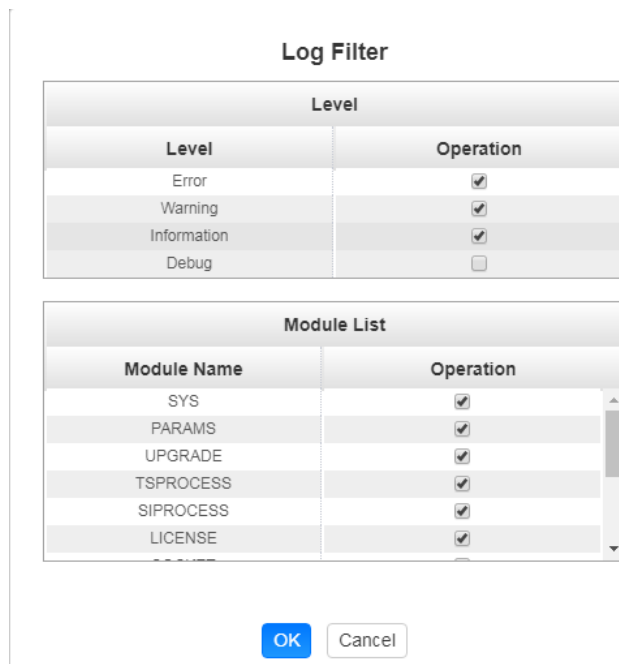 Log Filter
Level
Level Operation
Error
Warning
Information
Debug
Module List
Module Name Operation
SYS
PARAMS
UPGRADE
TSPROCESS
SIPROCESS
LICENSE
OK Cancel